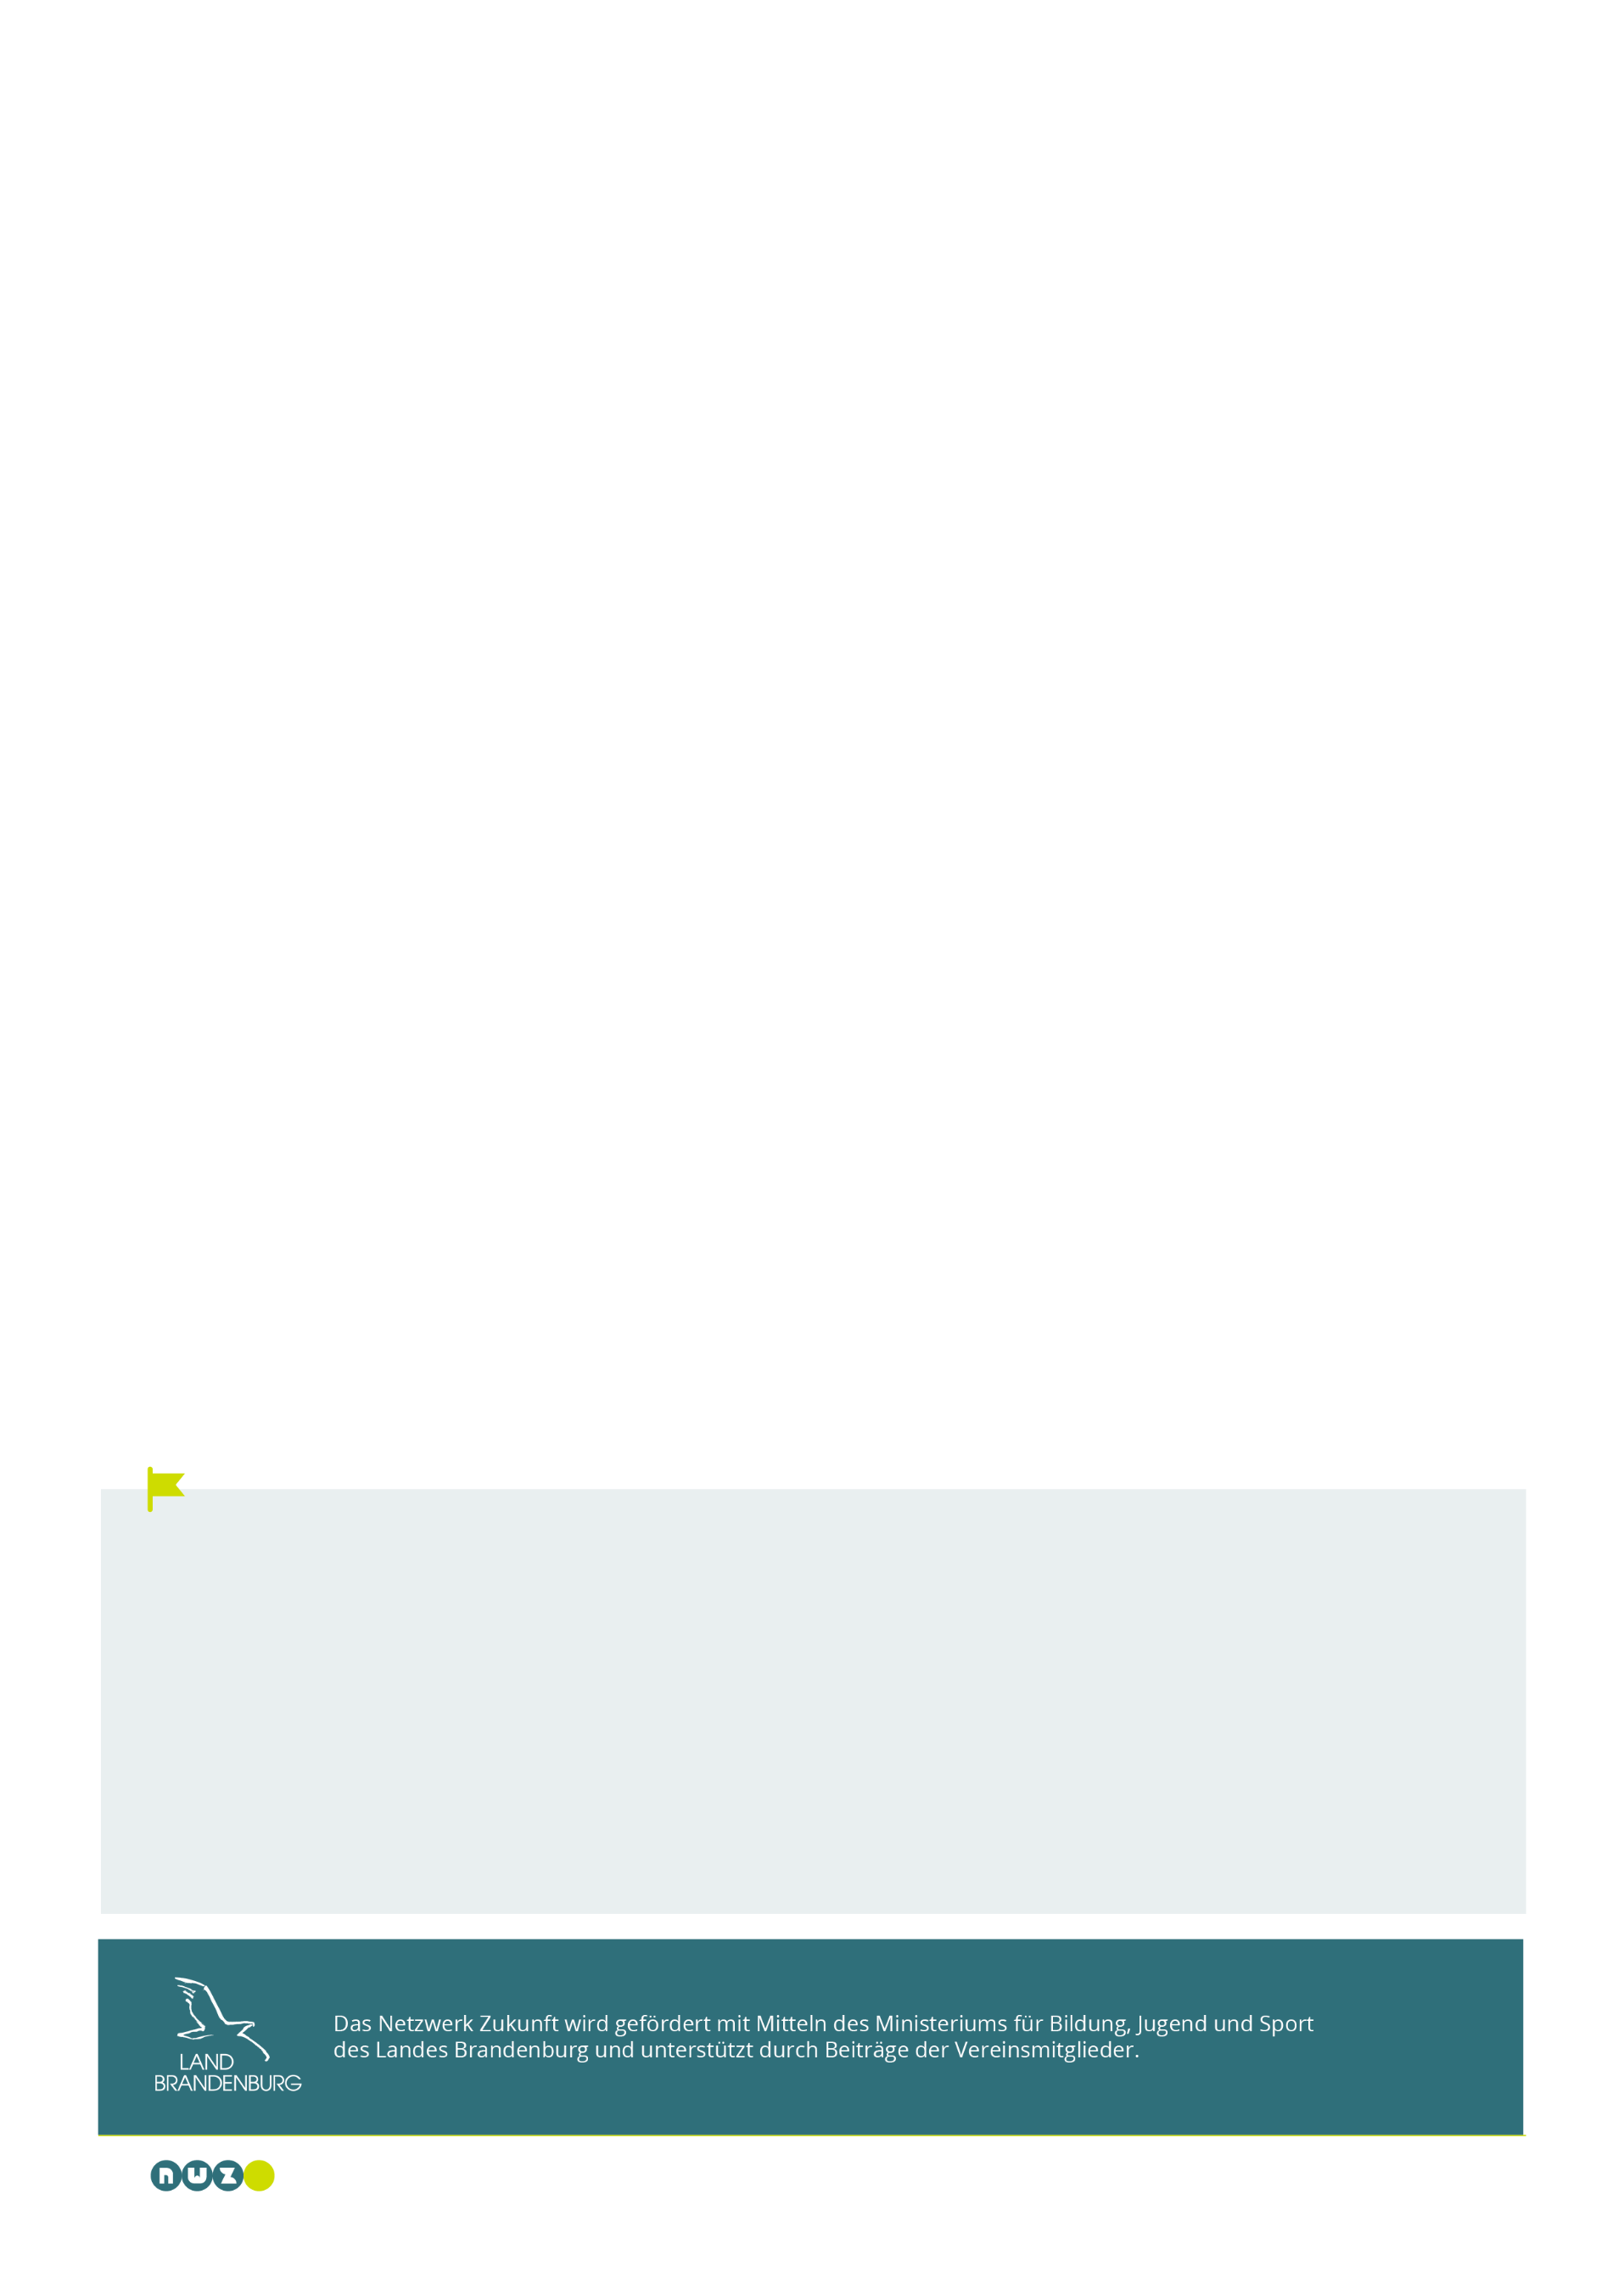 LAND
BRANDENBURG
Das Netzwerk Zukunft wird gefördert mit Mitteln des Ministeriums für Bildung, Jugend und Sport
des Landes Brandenburg und unterstützt durch Beiträge der Vereinsmitglieder.
nwz